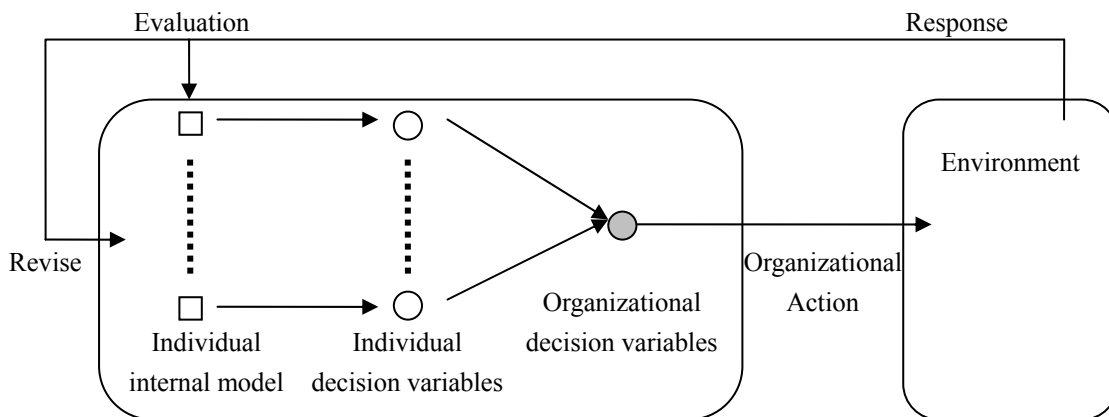 Evaluation
Response
Environment
Revise
Organizational
Action
Organizational
decision variables
Individual
internal model
Individual
decision variables